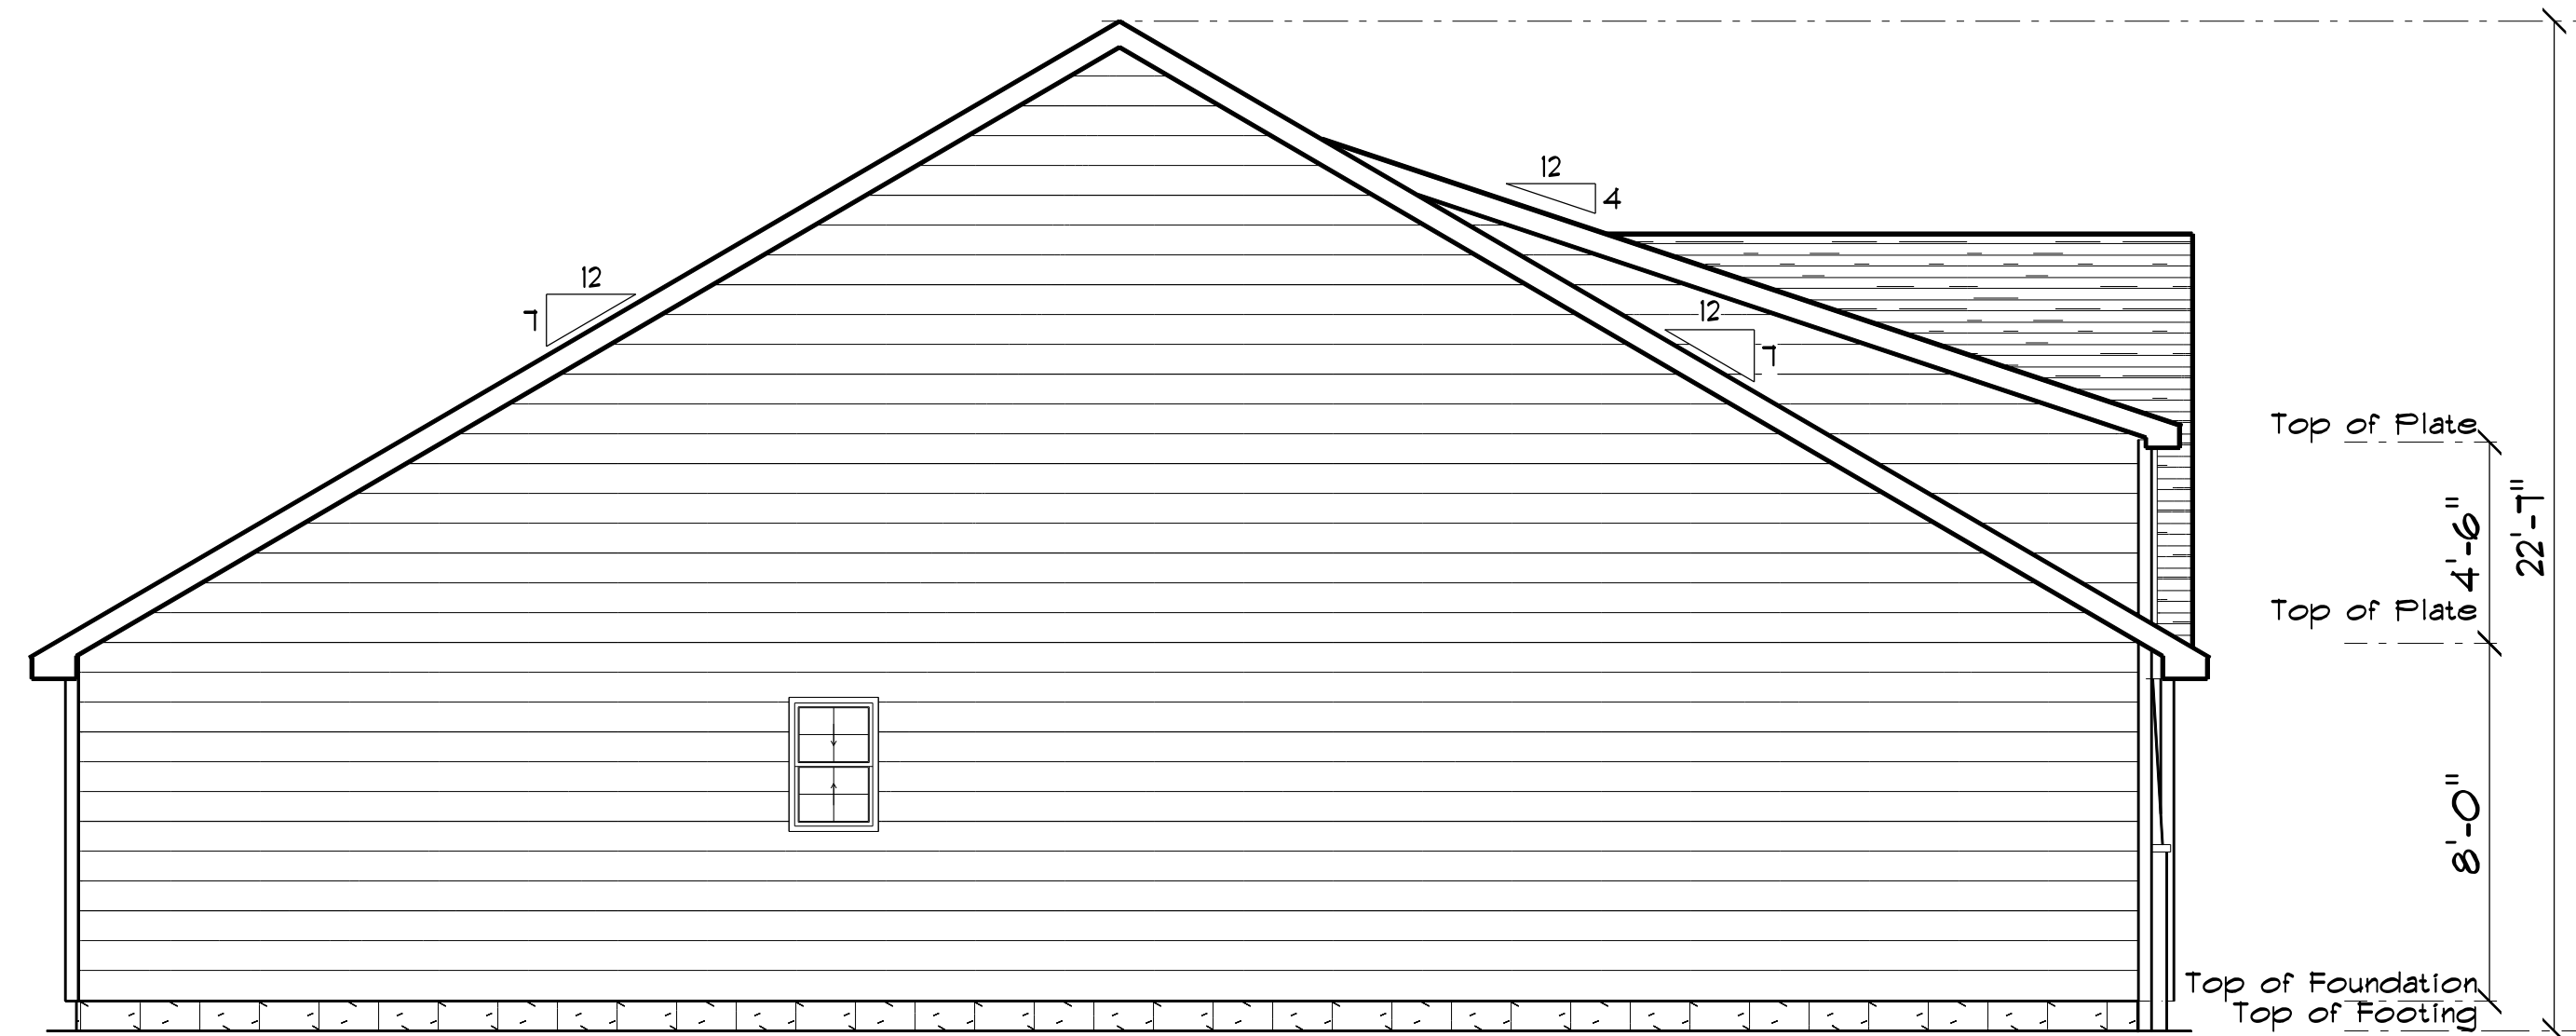 12
4
12
7
12
7
Top of Plate
4'-6"
22'-7"
Top of Plate
8'-0"
Top of Foundation
Top of Footing